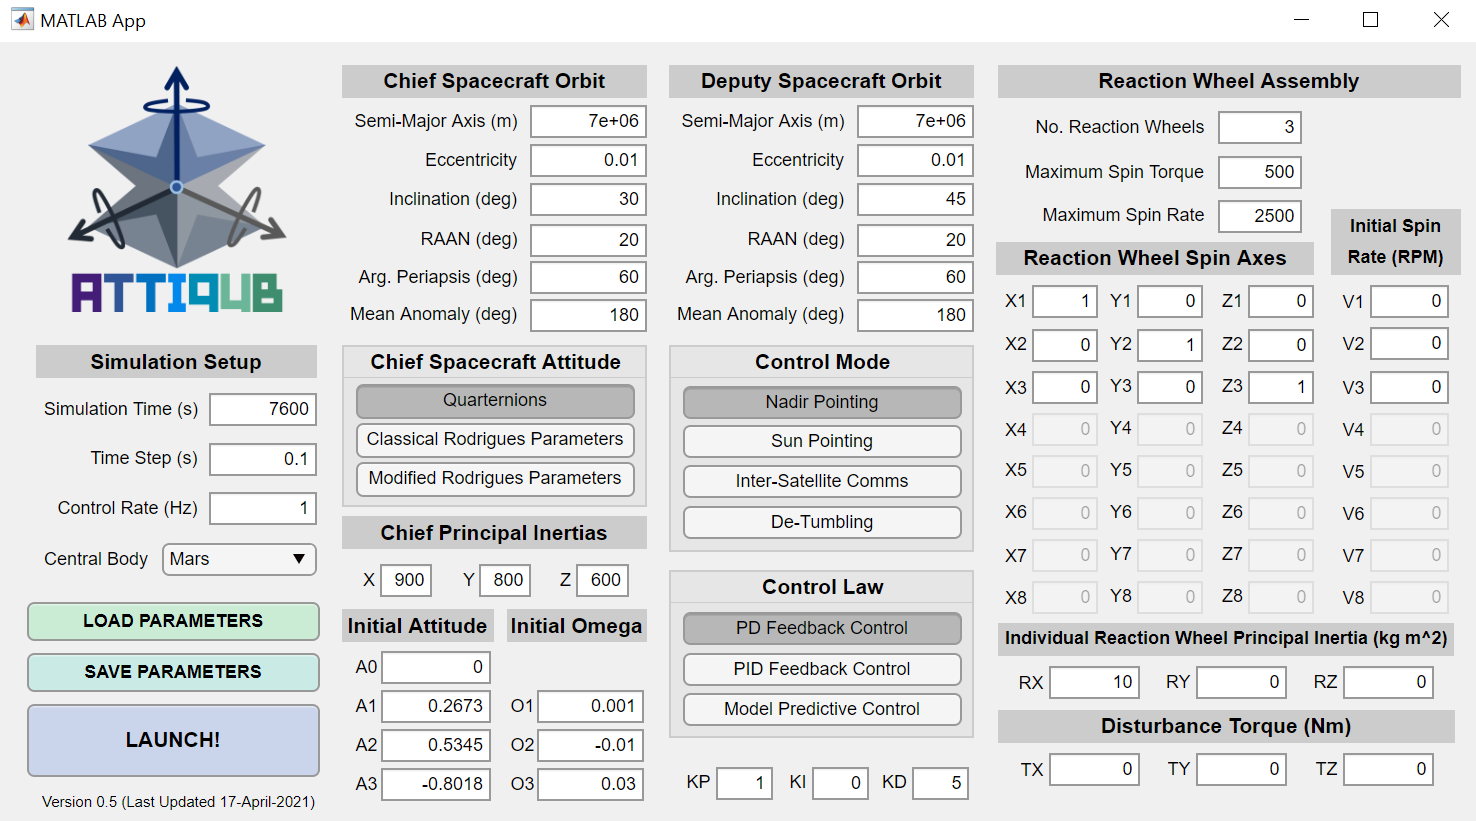 MATLAB App
ATTIQUB
Simulation Setup
Simulation Time (s) 7600
Time Step (s) 0.1
Control Rate (Hz) 1
Central Body Mars
LOAD PARAMETERS
SAVE PARAMETERS
LAUNCH!
Version 0.5 (Last Updated 17-April-2021)
Chief Spacecraft Orbit
Semi-Major Axis (m) 7e+06
Eccentricity 0.01
Inclination (deg) 30
RAAN (deg) 20
Arg. Periapsis (deg) 60
Mean Anomaly (deg) 180
Chief Spacecraft Attitude
Quarternions
Classical Rodrigues Parameters
Modified Rodrigues Parameters
Chief Principal Inertias
X 900 Y 800 Z 600
Initial Attitude Initial Omega
A0 0
A1 0.2673 O1 0.001
A2 0.5345 O2 -0.01
A3 -0.8018 O3 0.03
Deputy Spacecraft Orbit
Semi-Major Axis (m) 7e+06
Eccentricity 0.01
Inclination (deg) 45
RAAN (deg) 20
Arg. Periapsis (deg) 60
Mean Anomaly (deg) 180
Control Mode
Nadir Pointing
Sun Pointing
Inter-Satellite Comms
De-Tumbling
Control Law
PD Feedback Control
PID Feedback Control
Model Predictive Control
KP 1 KI 0 KD 5
Reaction Wheel Assembly
No. Reaction Wheels 3
Maximum Spin Torque 500
Maximum Spin Rate 2500
Initial Spin
Rate (RPM)
Reaction Wheel Spin Axes
X1 1 Y1 0 Z1 0 V1 0
X2 0 Y2 1 Z2 0 V2 0
X3 0 Y3 0 Z3 1 V3 0
X4 0 Y4 0 Z4 0 V4 0
X5 0 Y5 0 Z5 0 V5 0
X6 0 Y6 0 Z6 0 V6 0
X7 0 Y7 0 Z7 0 V7 0
X8 0 Y8 0 Z8 0 V8 0
Individual Reaction Wheel Principal Inertia (kg m^2)
RX 10 RY 0 RZ 0
Disturbance Torque (Nm)
TX 0 TY 0 TZ 0